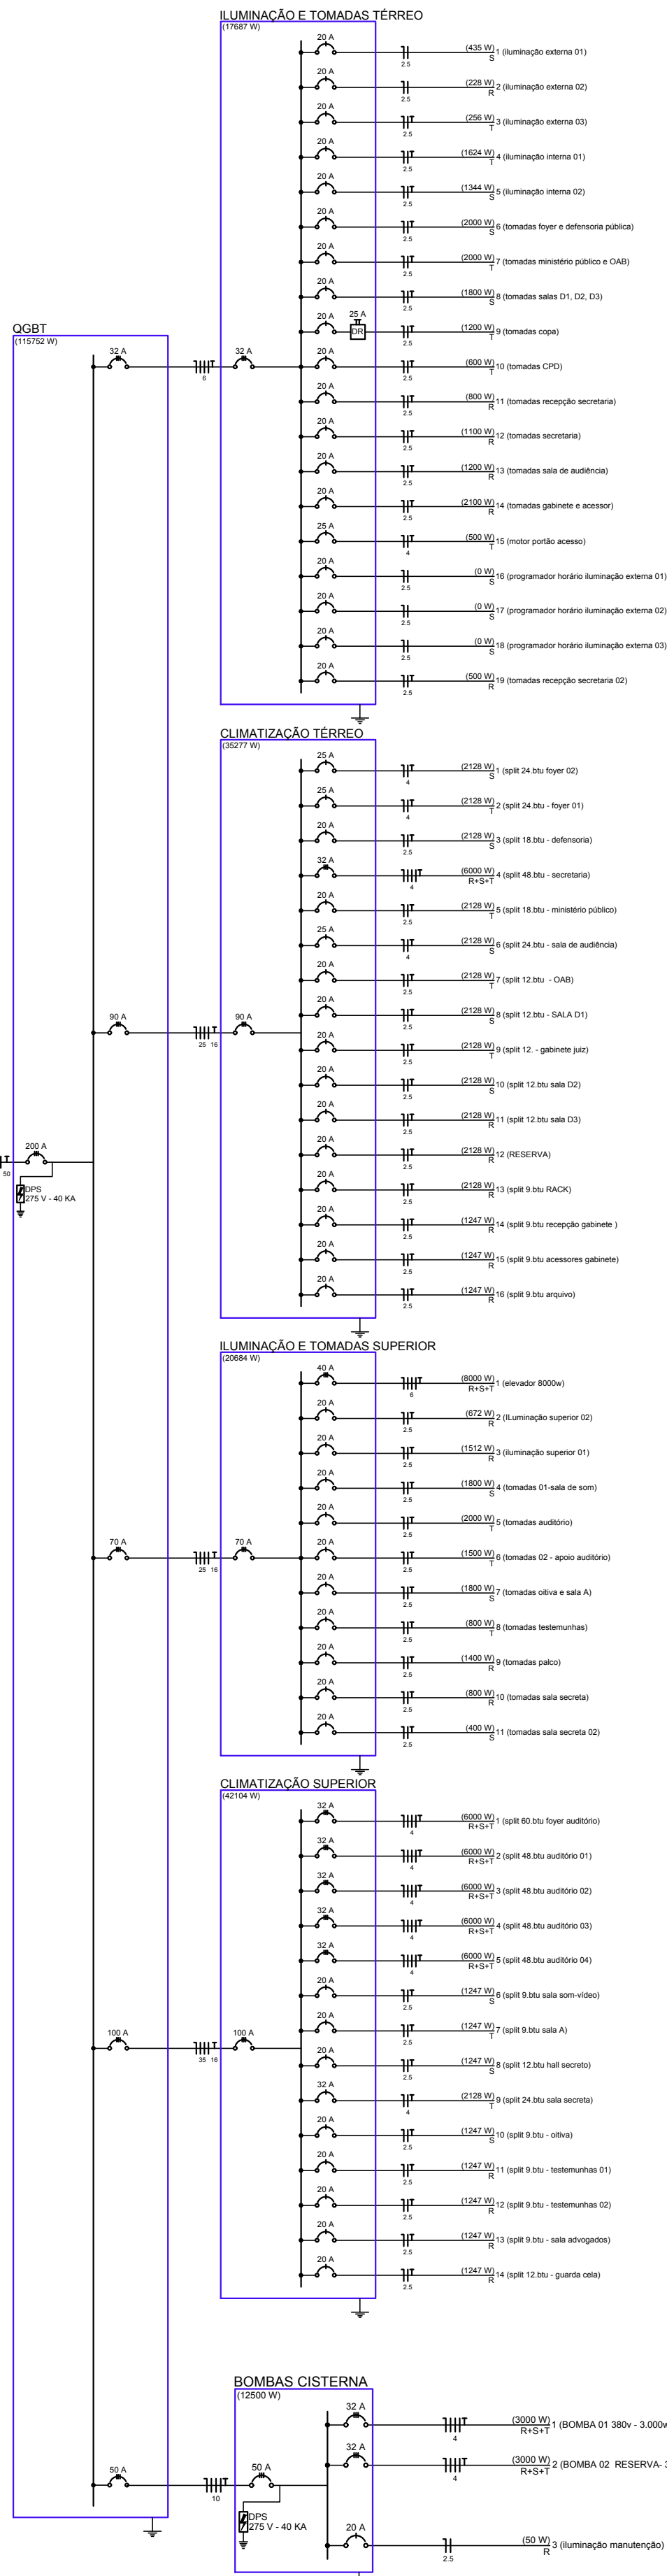 ILUMINAÇÃO E TOMADAS TÉRREO
(17687 W)
20 A
2.5
(435 W) 1 (iluminação externa 01)
S
20 A
2.5
(228 W) 2 (iluminação externa 02)
R
20 A
2.5
(256 W) 3 (iluminação externa 03)
T
20 A
2.5
(1624 W) 4 (iluminação interna 01)
T
20 A
2.5
(1344 W) 5 (iluminação interna 02)
S
20 A
2.5
(2000 W) 6 (tomadas foyer e defensoria pública)
S
20 A
2.5
(2000 W) 7 (tomadas ministério público e OAB)
T
20 A
2.5
(1800 W) 8 (tomadas salas D1, D2, D3)
S
20 A
25 A
DR
2.5
(1200 W) 9 (tomadas copa)
T
QGBT
(115752 W)
32 A
6
32 A
20 A
2.5
(600 W) 10 (tomadas CPD)
T
20 A
2.5
(800 W) 11 (tomadas recepção secretaria)
R
20 A
2.5
(1100 W) 12 (tomadas secretaria)
R
20 A
2.5
(1200 W) 13 (tomadas sala de audiência)
R
20 A
2.5
(2100 W) 14 (tomadas gabinete e acessor)
R
25 A
4
(500 W) 15 (motor portão acesso)
T
20 A
2.5
(0 W) 16 (programador horário iluminação externa 01)
S
20 A
2.5
(0 W) 17 (programador horário iluminação externa 02)
S
20 A
2.5
(0 W) 18 (programador horário iluminação externa 03)
S
20 A
2.5
(500 W) 19 (tomadas recepção secretaria 02)
R
CLIMATIZAÇÃO TÉRREO
(35277 W)
25 A
4
(2128 W) 1 (split 24.btu foyer 02)
S
25 A
4
(2128 W) 2 (split 24.btu - foyer 01)
T
20 A
2.5
(2128 W) 3 (split 18.btu - defensoria)
S
32 A
4
(6000 W) 4 (split 48.btu - secretaria)
R+S+T
20 A
2.5
(2128 W) 5 (split 18.btu - ministério público)
T
25 A
4
(2128 W) 6 (split 24.btu - sala de audiência)
S
20 A
2.5
(2128 W) 7 (split 12.btu - OAB)
T
90 A
25 16
90 A
20 A
2.5
(2128 W) 8 (split 12.btu - SALA D1)
S
20 A
2.5
(2128 W) 9 (split 12. - gabinete juiz)
T
20 A
2.5
(2128 W) 10 (split 12.btu sala D2)
S
20 A
2.5
(2128 W) 11 (split 12.btu sala D3)
R
T
50
200 A
DPS
275 V - 40 KA
20 A
2.5
(2128 W) 12 (RESERVA)
R
20 A
2.5
(2128 W) 13 (split 9.btu RACK)
R
20 A
2.5
(1247 W) 14 (split 9.btu recepção gabinete )
R
20 A
2.5
(1247 W) 15 (split 9.btu acessores gabinete)
R
20 A
2.5
(1247 W) 16 (split 9.btu arquivo)
R
ILUMINAÇÃO E TOMADAS SUPERIOR
(20684 W)
40 A
6
(8000 W) 1 (elevador 8000w)
R+S+T
20 A
2.5
(672 W) 2 (ILuminação superior 02)
R
20 A
2.5
(1512 W) 3 (iluminação superior 01)
R
20 A
2.5
(1800 W) 4 (tomadas 01-sala de som)
S
20 A
2.5
(2000 W) 5 (tomadas auditório)
T
70 A
25 16
70 A
20 A
2.5
(1500 W) 6 (tomadas 02 - apoio auditório)
T
20 A
2.5
(1800 W) 7 (tomadas oitiva e sala A)
S
20 A
2.5
(800 W) 8 (tomadas testemunhas)
T
20 A
2.5
(1400 W) 9 (tomadas palco)
R
20 A
2.5
(800 W) 10 (tomadas sala secreta)
R
20 A
2.5
(400 W) 11 (tomadas sala secreta 02)
S
CLIMATIZAÇÃO SUPERIOR
(42104 W)
32 A
4
(6000 W) 1 (split 60.btu foyer auditório)
R+S+T
32 A
4
(6000 W) 2 (split 48.btu auditório 01)
R+S+T
32 A
4
(6000 W) 3 (split 48.btu auditório 02)
R+S+T
32 A
4
(6000 W) 4 (split 48.btu auditório 03)
R+S+T
32 A
4
(6000 W) 5 (split 48.btu auditório 04)
R+S+T
20 A
2.5
(1247 W) 6 (split 9.btu sala som-vídeo)
S
100 A
35 16
100 A
20 A
2.5
(1247 W) 7 (split 9.btu sala A)
T
20 A
2.5
(1247 W) 8 (split 12.btu hall secreto)
S
32 A
4
(2128 W) 9 (split 24.btu sala secreta)
T
20 A
2.5
(1247 W) 10 (split 9.btu - oitiva)
S
20 A
2.5
(1247 W) 11 (split 9.btu - testemunhas 01)
R
20 A
2.5
(1247 W) 12 (split 9.btu - testemunhas 02)
R
20 A
2.5
(1247 W) 13 (split 9.btu - sala advogados)
R
20 A
2.5
(1247 W) 14 (split 12.btu - guarda cela)
R
BOMBAS CISTERNA
(12500 W)
32 A
4
(3000 W) 1 (BOMBA 01 380v - 3.000w
R+S+T
32 A
4
(3000 W) 2 (BOMBA 02 RESERVA- 3
R+S+T
50 A
10
50 A
DPS
275 V - 40 KA
20 A
2.5
(50 W) 3 (iluminação manutenção)
R